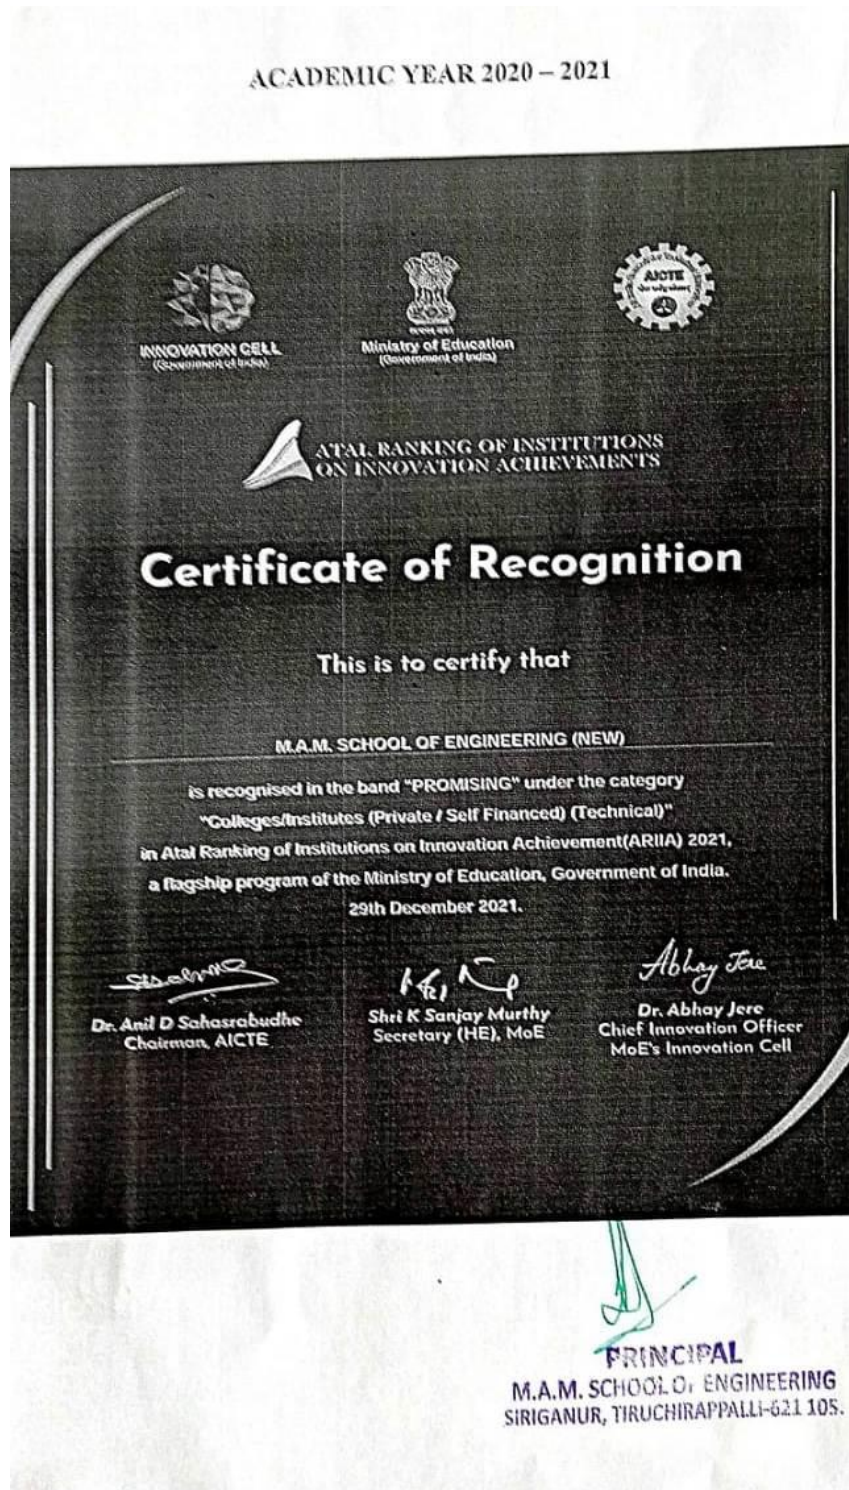 ACADEMIC YEAR 2020 – 2021
INNOVATION CELL
(Government of India)
Ministry of Education
(Government of India)
AICTE
ATAL RANKING OF INSTITUTIONS
ON INNOVATION ACHIEVEMENTS
Certificate of Recognition
This is to certify that
M.A.M. SCHOOL OF ENGINEERING (NEW)
is recognised in the band "PROMISING" under the category
"Colleges/Institutes (Private / Self Financed) (Technical)"
in Atal Ranking of Institutions on Innovation Achievement(ARIIA) 2021,
a flagship program of the Ministry of Education, Government of India.
29th December 2021.
Abhay Jere
Dr. Anil D Sahasrabudhe
Chairman, AICTE
Shri K Sanjay Murthy
Secretary (HE), MoE
Dr. Abhay Jere
Chief Innovation Officer
MoE's Innovation Cell
PRINCIPAL
M.A.M. SCHOOL OF ENGINEERING
SIRIGANUR, TIRUCHIRAPPALLI-621 105.